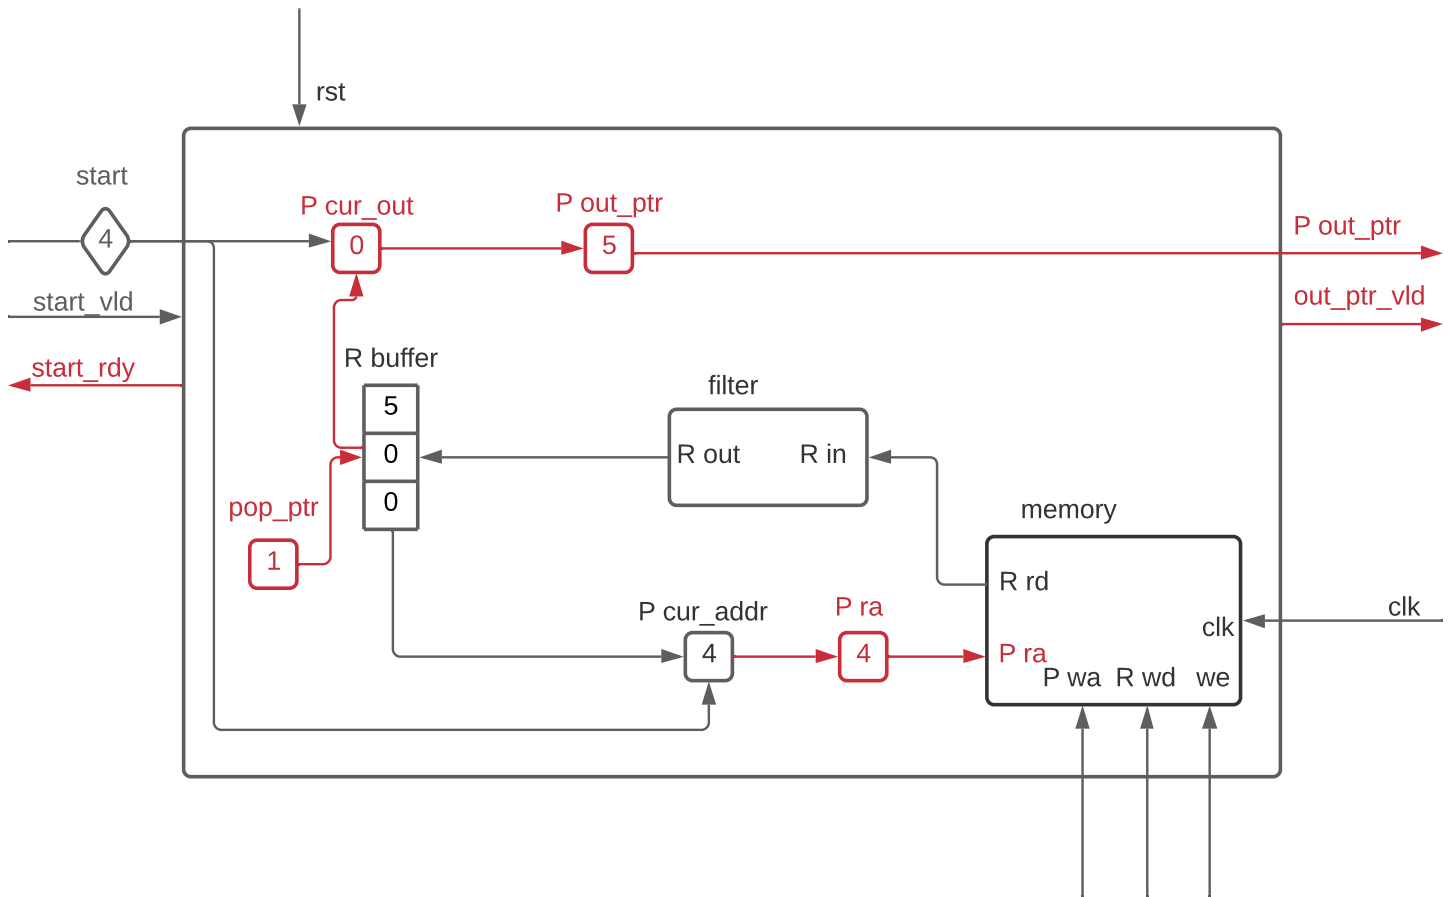 rst
start
4
P cur_out
0
P out_ptr
5
P out_ptr
start_vld
out_ptr_vld
start_rdy
R buffer
5
0
0
filter
R out
R in
pop_ptr
1
memory
R rd
clk
clk
P ra
P wa
R wd
we
P cur_addr
4
P ra
4